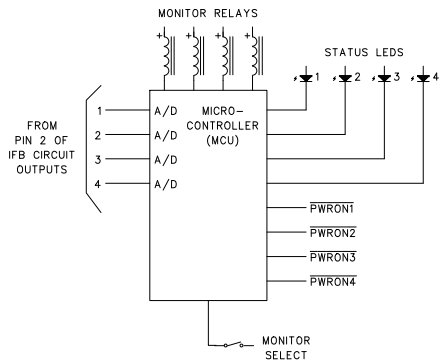 MONITOR RELAYS
+ + + +
STATUS LEDS
1 2 3 4
FROM
PIN 2 OF
IFB CIRCUIT
OUTPUTS
1 A/D
2 A/D
3 A/D
4 A/D
MICRO-
CONTROLLER
(MCU)
PWRON1
PWRON2
PWRON3
PWRON4
MONITOR
SELECT